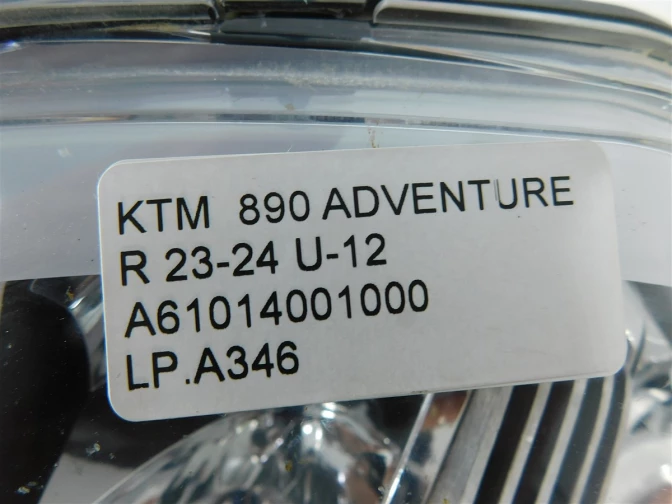 KTM 890 ADVENTURE
R 23-24 U-12
A61014001000
LP.A346